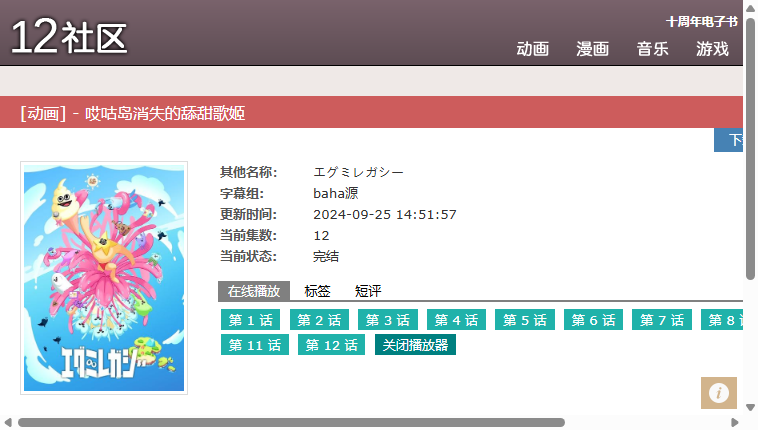 12社区
十周年电子书
动画 漫画 音乐 游戏
[动画] - 哎咕岛消失的舔甜歌姬
下
其他名称: エグミレガシー
字幕组: baha源
更新时间: 2024-09-25 14:51:57
当前集数: 12
当前状态: 完结
エグミレガシー
在线播放 标签 短评
第 1 话 第 2 话 第 3 话 第 4 话 第 5 话 第 6 话 第 7 话 第 8
第 11 话 第 12 话 关闭播放器
i